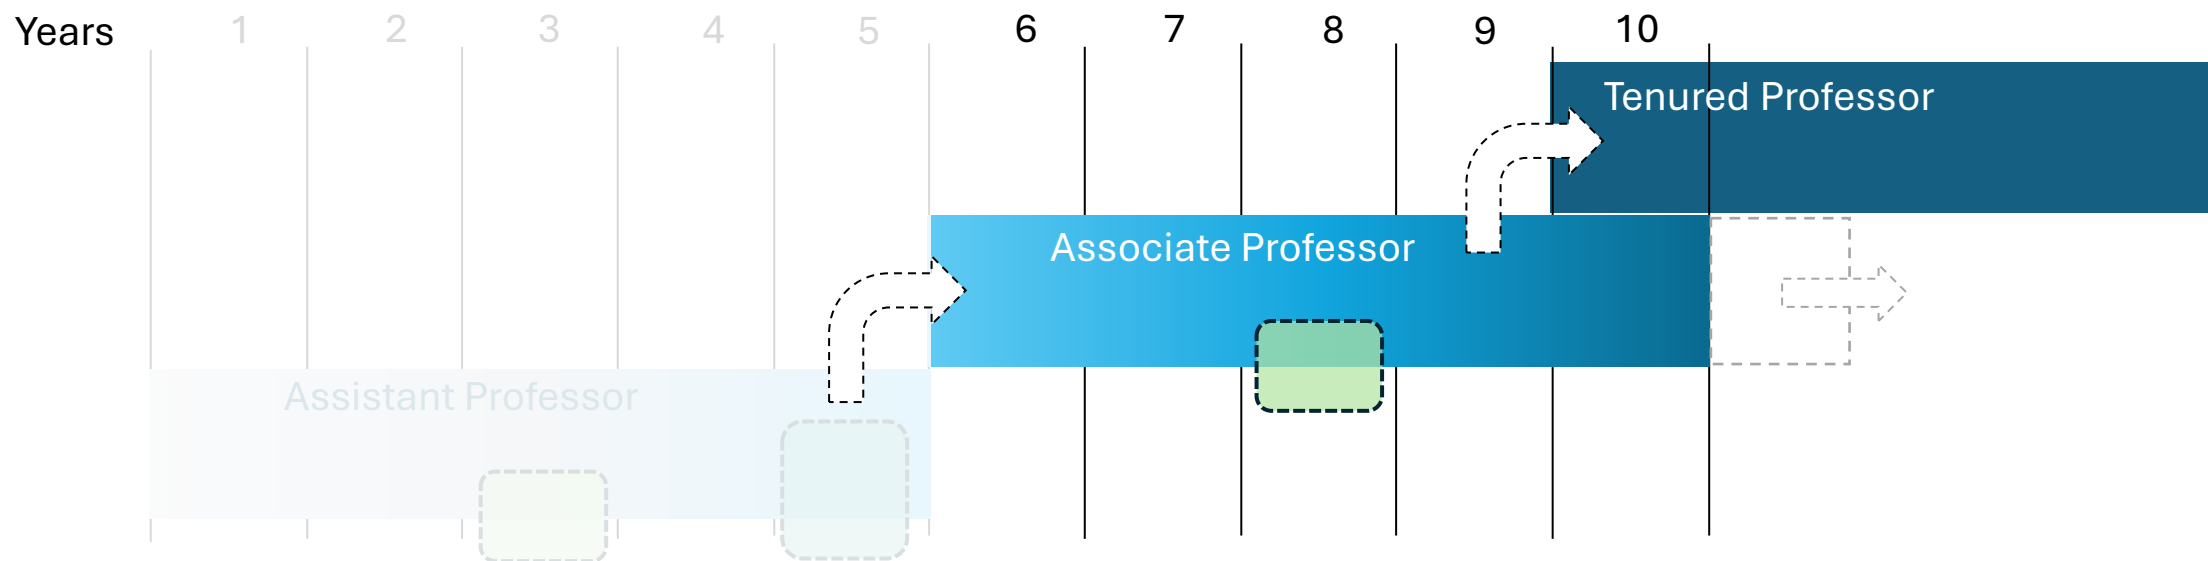 Years 1 2 3 4 5 6 7 8 9 10
Tenured Professor
Associate Professor
Assistant Professor